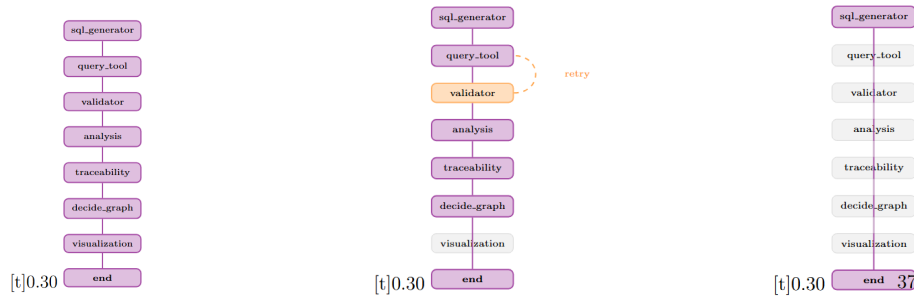 sql_generator
query_tool
validator
analysis
traceability
decide_graph
visualization
[t]0.30 end
sql_generator
query_tool
retry
validator
analysis
traceability
decide_graph
visualization
[t]0.30 end
sql_generator
query_tool
validator
analysis
traceability
decide_graph
visualization
[t]0.30 end 37